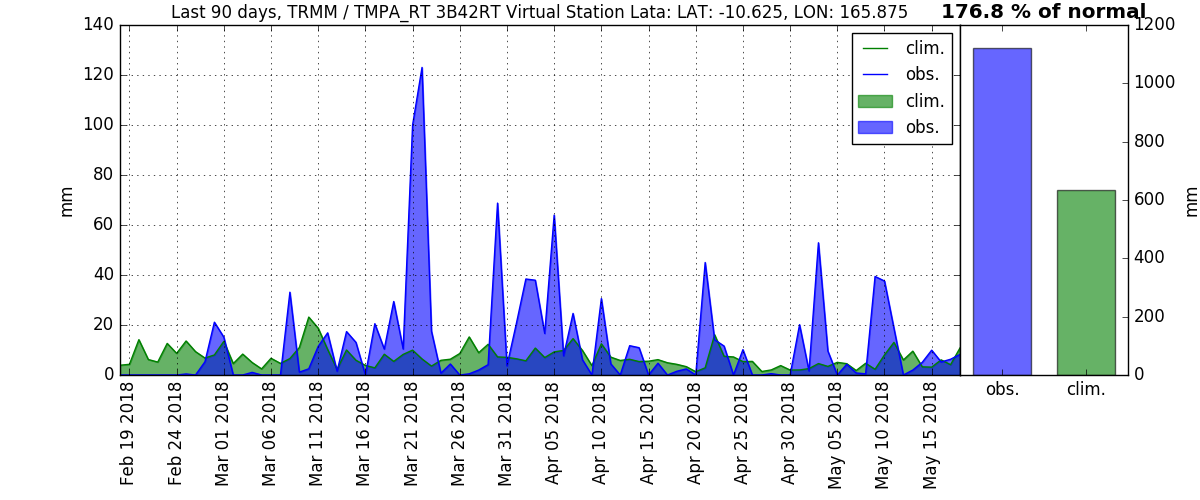 Last 90 days, TRMM / TMPA_RT 3B42RT Virtual Station Lata: LAT: -10.625, LON: 165.875
176.8 % of normal
mm
140
120
100
80
60
40
20
0
clim.
obs.
clim.
obs.
1200
1000
800
600
400
200
0
mm
Feb 19 2018
Feb 24 2018
Mar 01 2018
Mar 06 2018
Mar 11 2018
Mar 16 2018
Mar 21 2018
Mar 26 2018
Mar 31 2018
Apr 05 2018
Apr 10 2018
Apr 15 2018
Apr 20 2018
Apr 25 2018
Apr 30 2018
May 05 2018
May 10 2018
May 15 2018
obs.
clim.